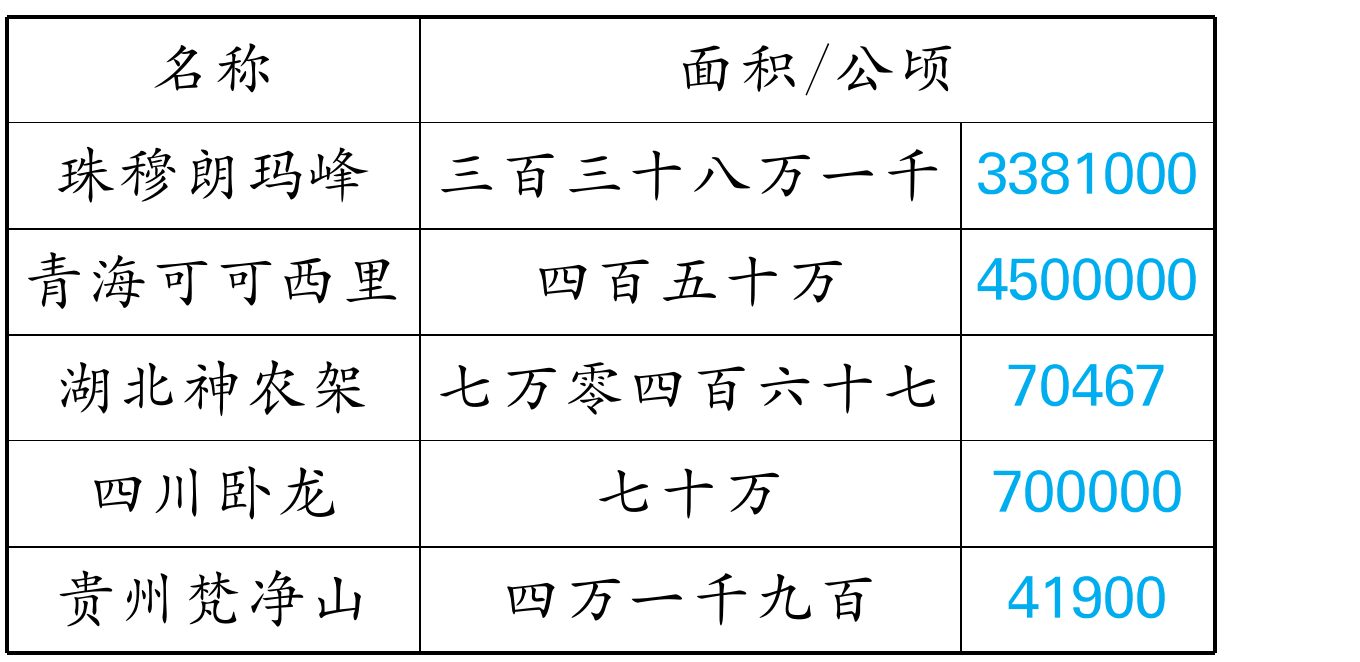 名称 面积/公顷
珠穆朗玛峰 三百三十八万一千 3381000
青海可可西里 四百五十万 4500000
湖北神农架 七万零四百六十七 70467
四川卧龙 七十万 700000
贵州梵净山 四万一千九百 41900